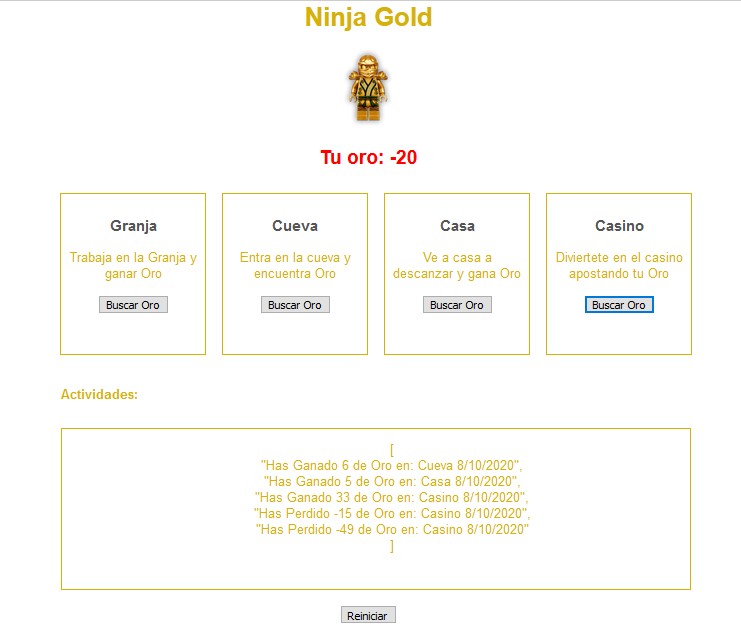 Ninja Gold
Tu oro: -20
Granja
Trabaja en la Granja y
ganar Oro
Buscar Oro
Cueva
Entra en la cueva y
encuentra Oro
Buscar Oro
Casa
Ve a casa a
descanzar y gana Oro
Buscar Oro
Casino
Diviertete en el casino
apostando tu Oro
Buscar Oro
Actividades:
[
"Has Ganado 6 de Oro en: Cueva 8/10/2020",
"Has Ganado 5 de Oro en: Casa 8/10/2020",
"Has Ganado 33 de Oro en: Casino 8/10/2020",
"Has Perdido -15 de Oro en: Casino 8/10/2020",
"Has Perdido -49 de Oro en: Casino 8/10/2020"
]
Reiniciar